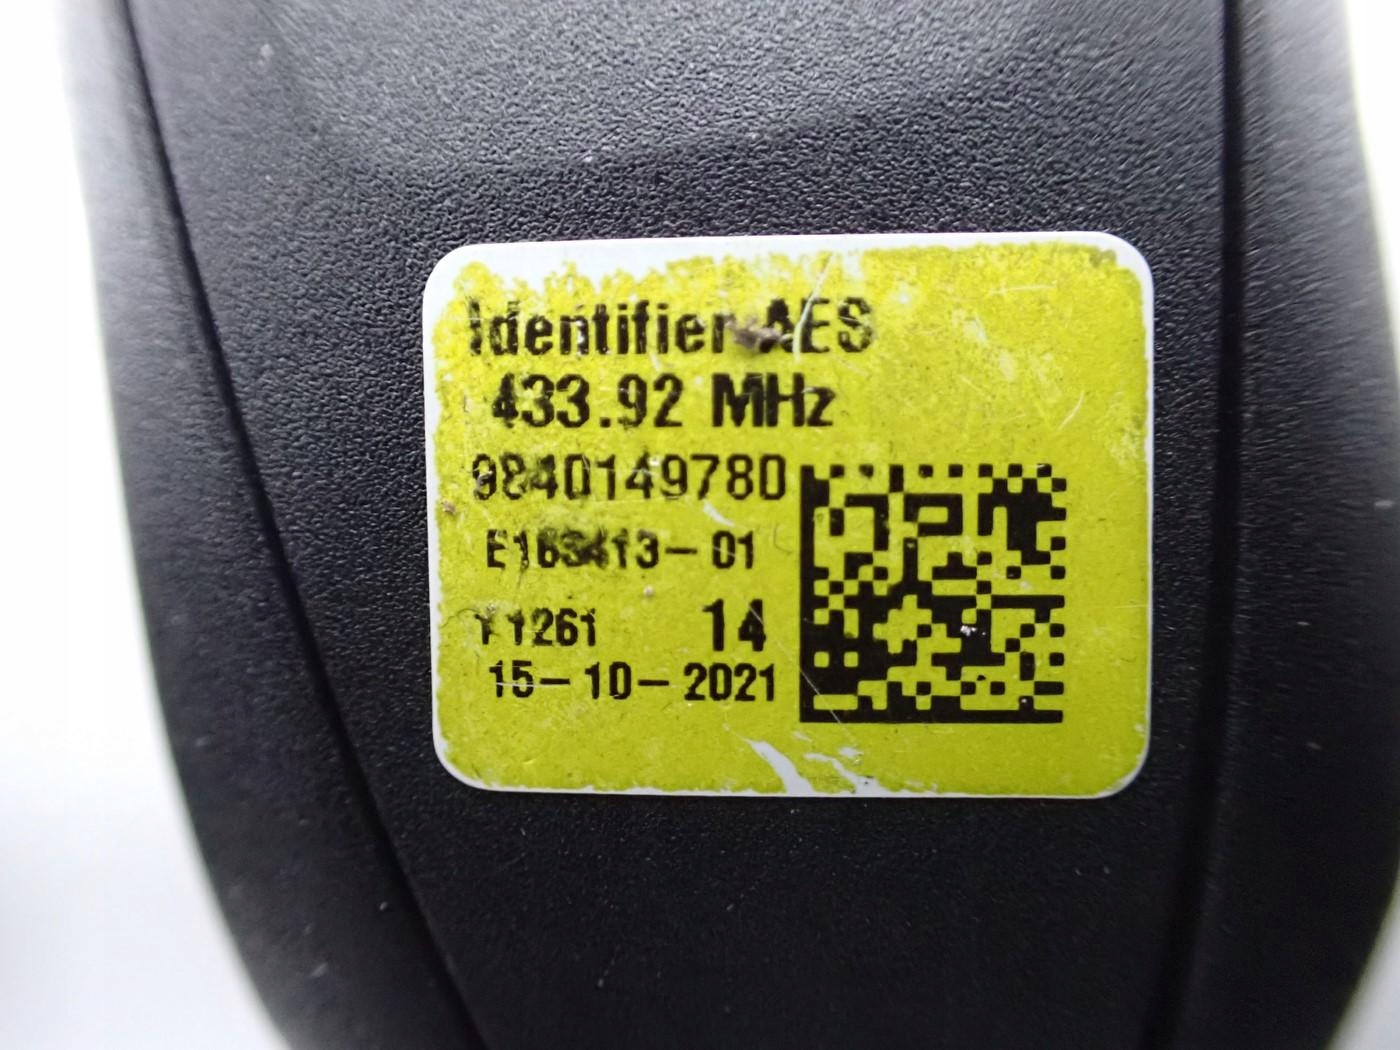 Identifier AES
433.92 MHz
9840149780
E163413-01
Y1261 14
15-10-2021